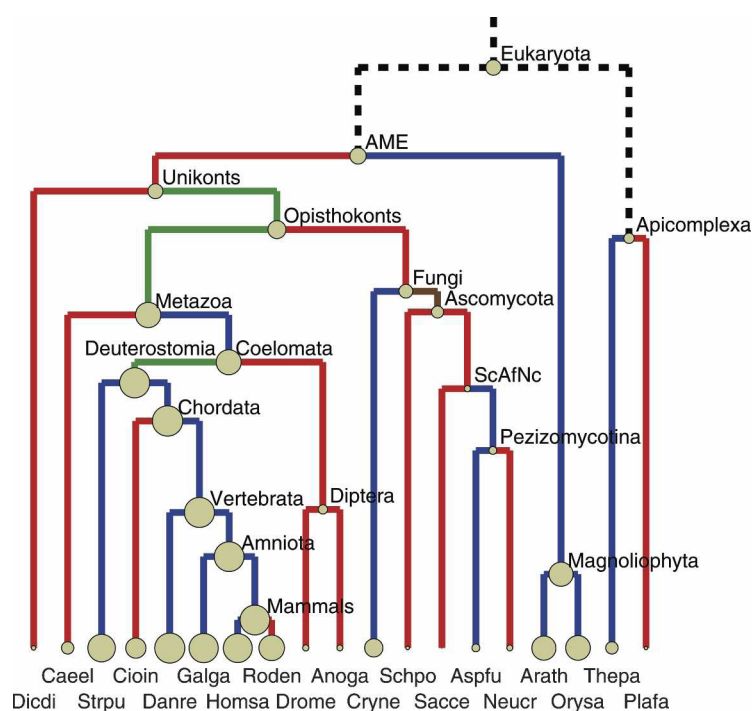 Eukaryota
AME
Unikonts
Opisthokonts
Apicomplexa
Fungi
Metazoa
Ascomycota
Deuterostomia Coelomata
ScAfNc
Chordata
Pezizomycotina
Vertebrata Diptera
Amniota
Magnoliophyta
Mammals
Caeel Cioin Galga Roden Anoga Schpo Aspfu Arath Thepa
Dicdi Strpu Danre Homsa Drome Cryne Sacce Neucr Orysa Plafa